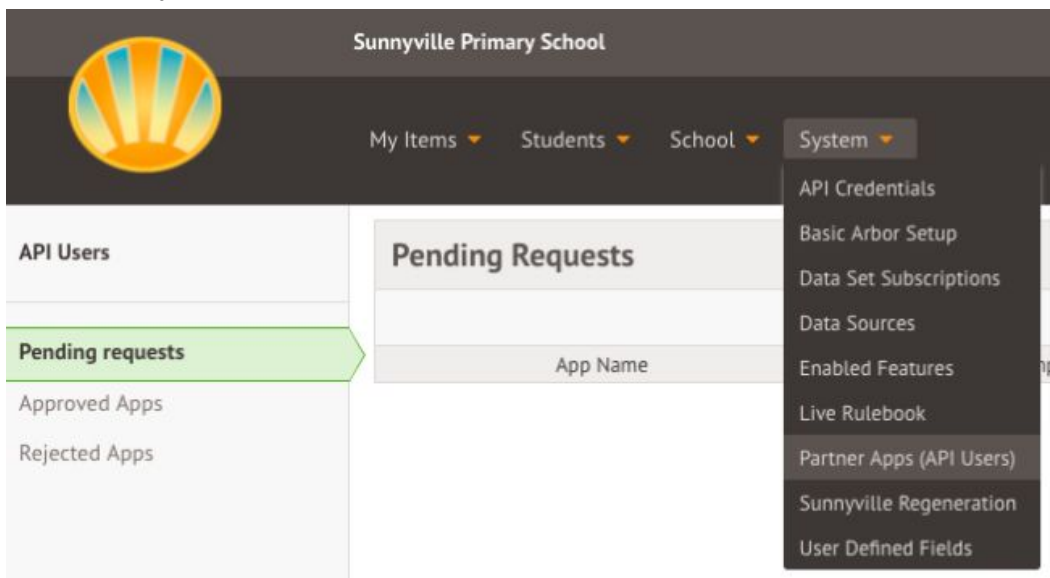 Sunnyville Primary School
My Items Students School System
API Credentials
Basic Arbor Setup
Data Set Subscriptions
Data Sources
Enabled Features
Live Rulebook
Partner Apps (API Users)
Sunnyville Regeneration
User Defined Fields
API Users
Pending requests
Approved Apps
Rejected Apps
Pending Requests
App Name